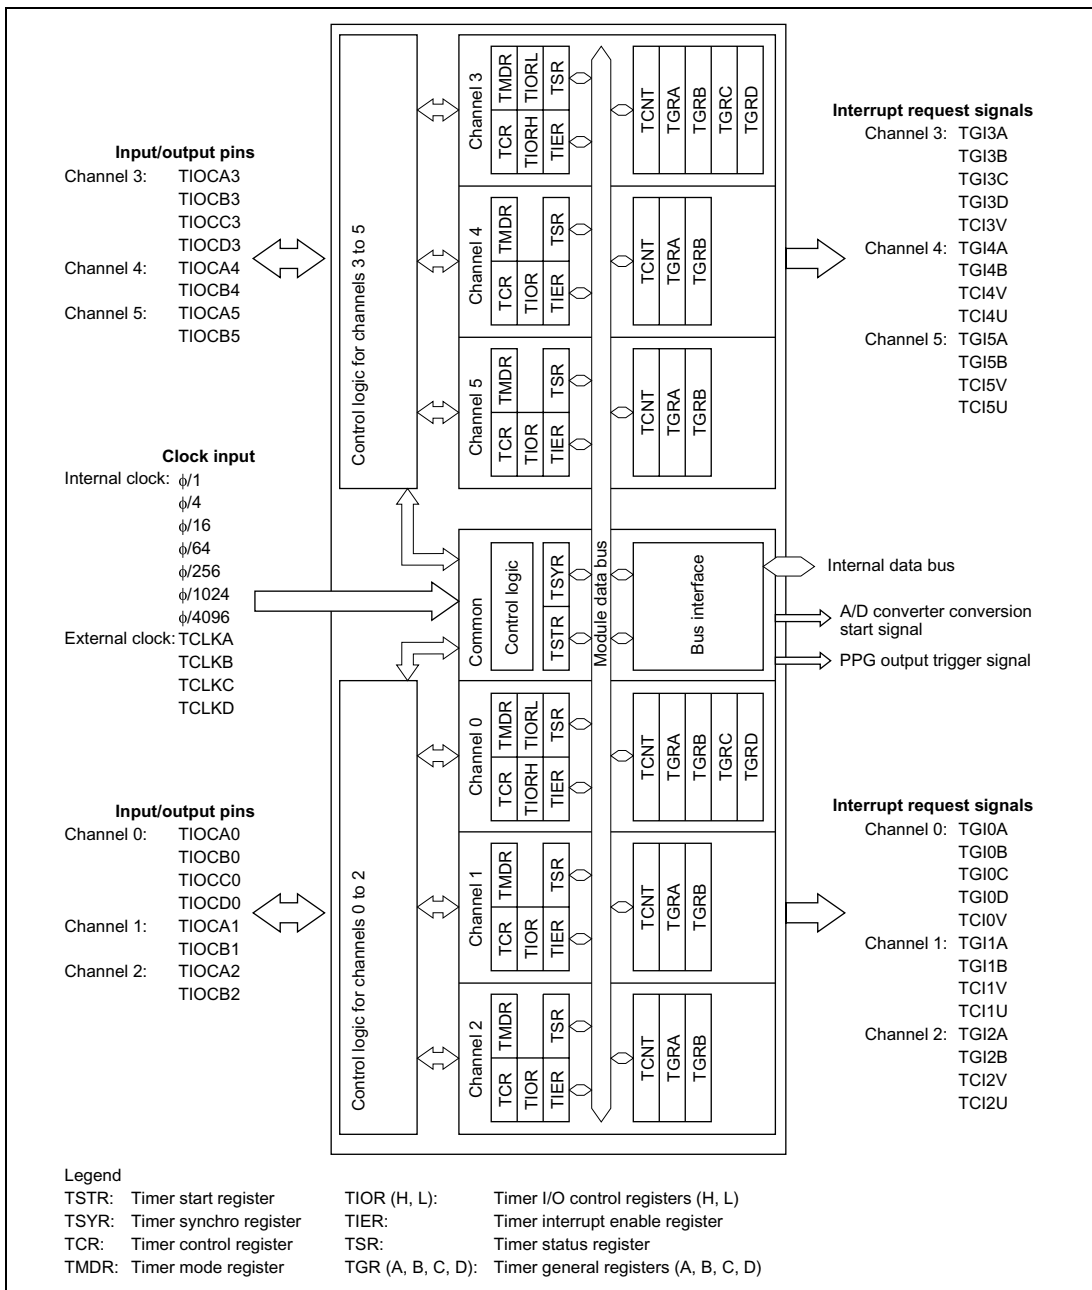 Input/output pins
Channel 3: TIOCA3
TIOCB3
TIOCC3
TIOCD3
Channel 4: TIOCA4
TIOCB4
Channel 5: TIOCA5
TIOCB5
Clock input
Internal clock: ϕ/1
ϕ/4
ϕ/16
ϕ/64
ϕ/256
ϕ/1024
ϕ/4096
External clock: TCLKA
TCLKB
TCLKC
TCLKD
Input/output pins
Channel 0: TIOCA0
TIOCB0
TIOCC0
TIOCD0
Channel 1: TIOCA1
TIOCB1
Channel 2: TIOCA2
TIOCB2
Control logic for channels 3 to 5
Control logic for channels 0 to 2
Channel 3
TMDR TIORL TSR
TCR TIORH TIER
TCNT
TGRA
TGRB
TGRC
TGRD
Channel 4
TMDR TSR
TCR TIOR TIER
TCNT
TGRA
TGRB
Channel 5
TMDR TSR
TCR TIOR TIER
TCNT
TGRA
TGRB
Common
Control logic
TSTR TSYR
Module data bus
Bus interface
Channel 0
TMDR TIORL TSR
TCR TIORH TIER
TCNT
TGRA
TGRB
TGRC
TGRD
Channel 1
TMDR TSR
TCR TIOR TIER
TCNT
TGRA
TGRB
Channel 2
TMDR TSR
TCR TIOR TIER
TCNT
TGRA
TGRB
Interrupt request signals
Channel 3: TGI3A
TGI3B
TGI3C
TGI3D
TCI3V
Channel 4: TGI4A
TGI4B
TCI4V
TCI4U
Channel 5: TGI5A
TGI5B
TCI5V
TCI5U
Internal data bus
A/D converter conversion
start signal
PPG output trigger signal
Interrupt request signals
Channel 0: TGI0A
TGI0B
TGI0C
TGI0D
TCI0V
Channel 1: TGI1A
TGI1B
TCI1V
TCI1U
Channel 2: TGI2A
TGI2B
TCI2V
TCI2U
Legend
TSTR: Timer start register TIOR (H, L): Timer I/O control registers (H, L)
TSYR: Timer synchro register TIER: Timer interrupt enable register
TCR: Timer control register TSR: Timer status register
TMDR: Timer mode register TGR (A, B, C, D): Timer general registers (A, B, C, D)